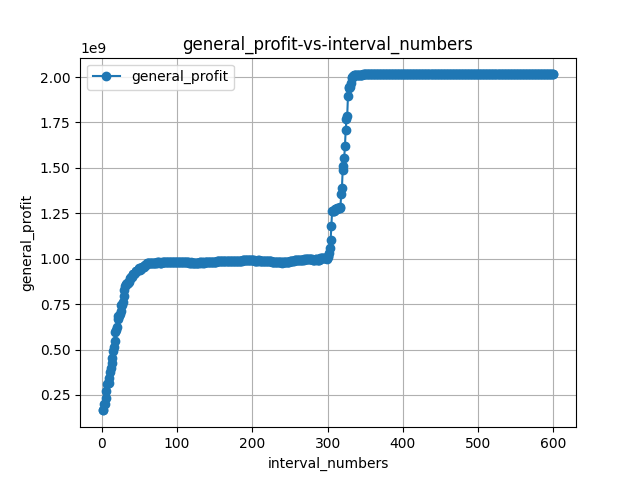 general_profit-vs-interval_numbers
1e9
general_profit
2.00
1.75
1.50
1.25
1.00
0.75
0.50
0.25
general_profit
0 100 200 300 400 500 600
interval_numbers